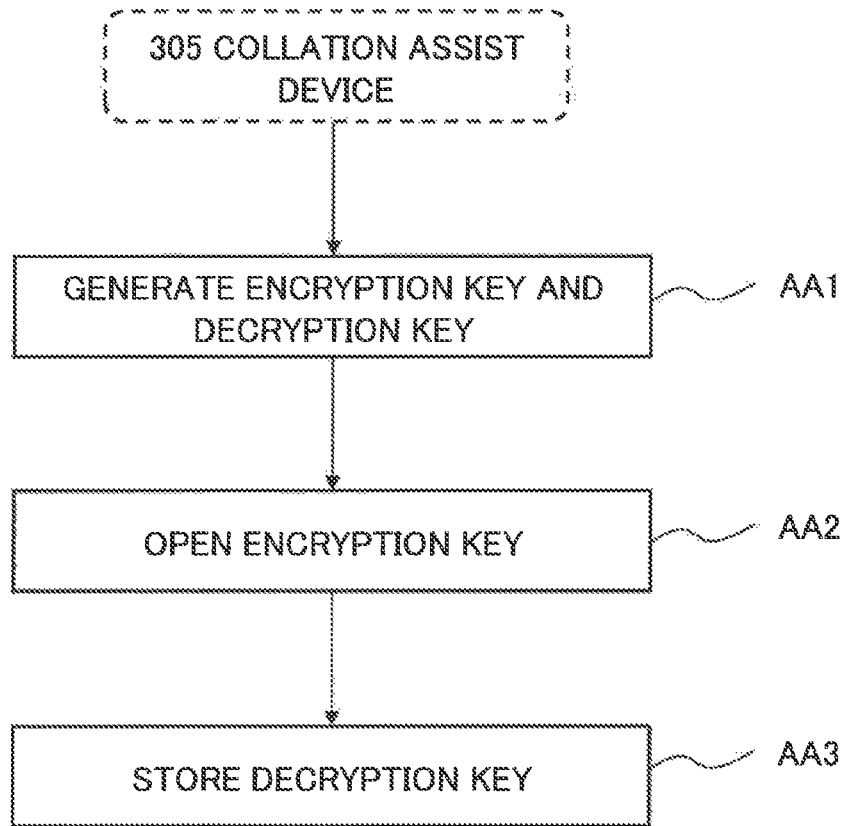 305 COLLATION ASSIST
DEVICE
GENERATE ENCRYPTION KEY AND
DECRYPTION KEY
AA1
OPEN ENCRYPTION KEY
AA2
STORE DECRYPTION KEY
AA3